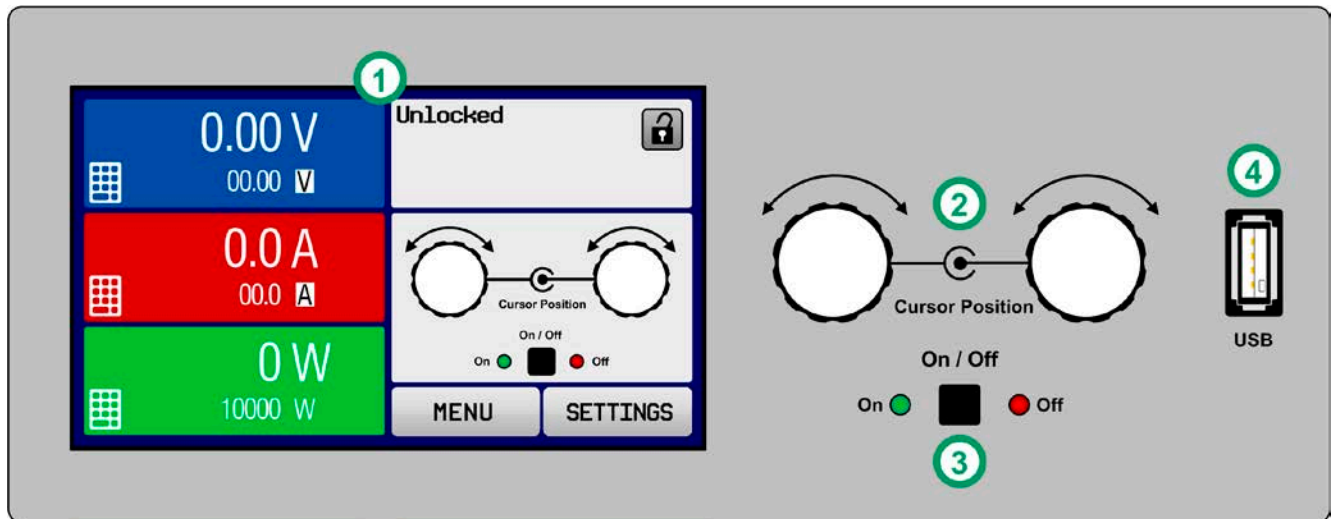 1
0.00 V
00.00 V
0.0 A
00.0 A
0 W
10000 W
Unlocked
Cursor Position
On / Off
On Off
MENU SETTINGS
2
Cursor Position
On / Off
On Off
3
4
USB